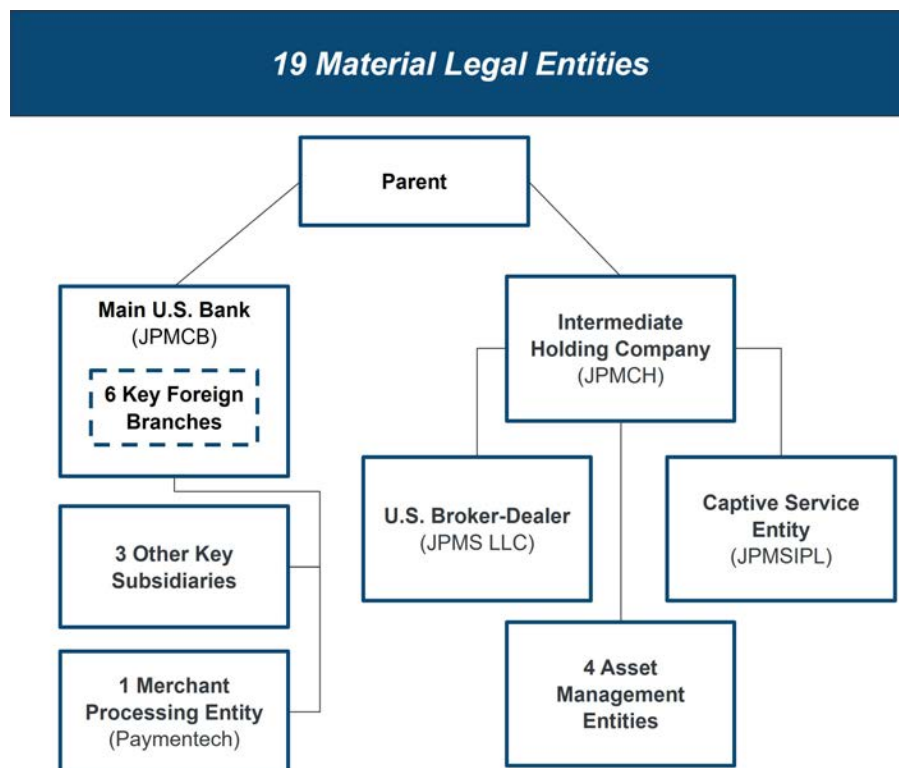 19 Material Legal Entities
Parent
Main U.S. Bank
(JPMCB)
6 Key Foreign
Branches
3 Other Key
Subsidiaries
1 Merchant
Processing Entity
(Paymentech)
Intermediate
Holding Company
(JPMCH)
U.S. Broker-Dealer
(JPMS LLC)
Captive Service
Entity
(JPMSIPL)
4 Asset
Management
Entities